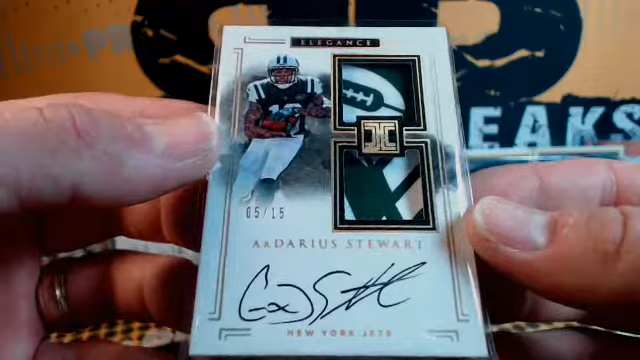 ELEGANCE
05/15
ARDARIUS STEWART
NEW YORK JETS
EAKS